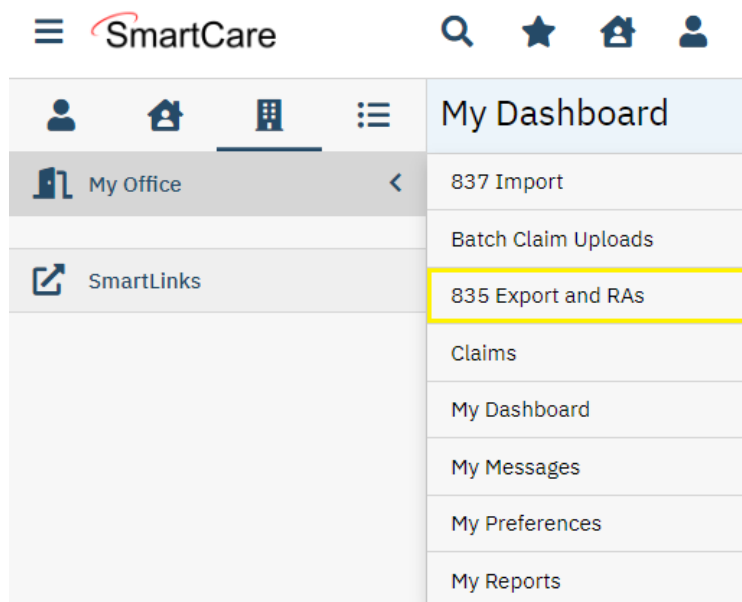 SmartCare
My Office
SmartLinks
My Dashboard
837 Import
Batch Claim Uploads
835 Export and RAs
Claims
My Dashboard
My Messages
My Preferences
My Reports